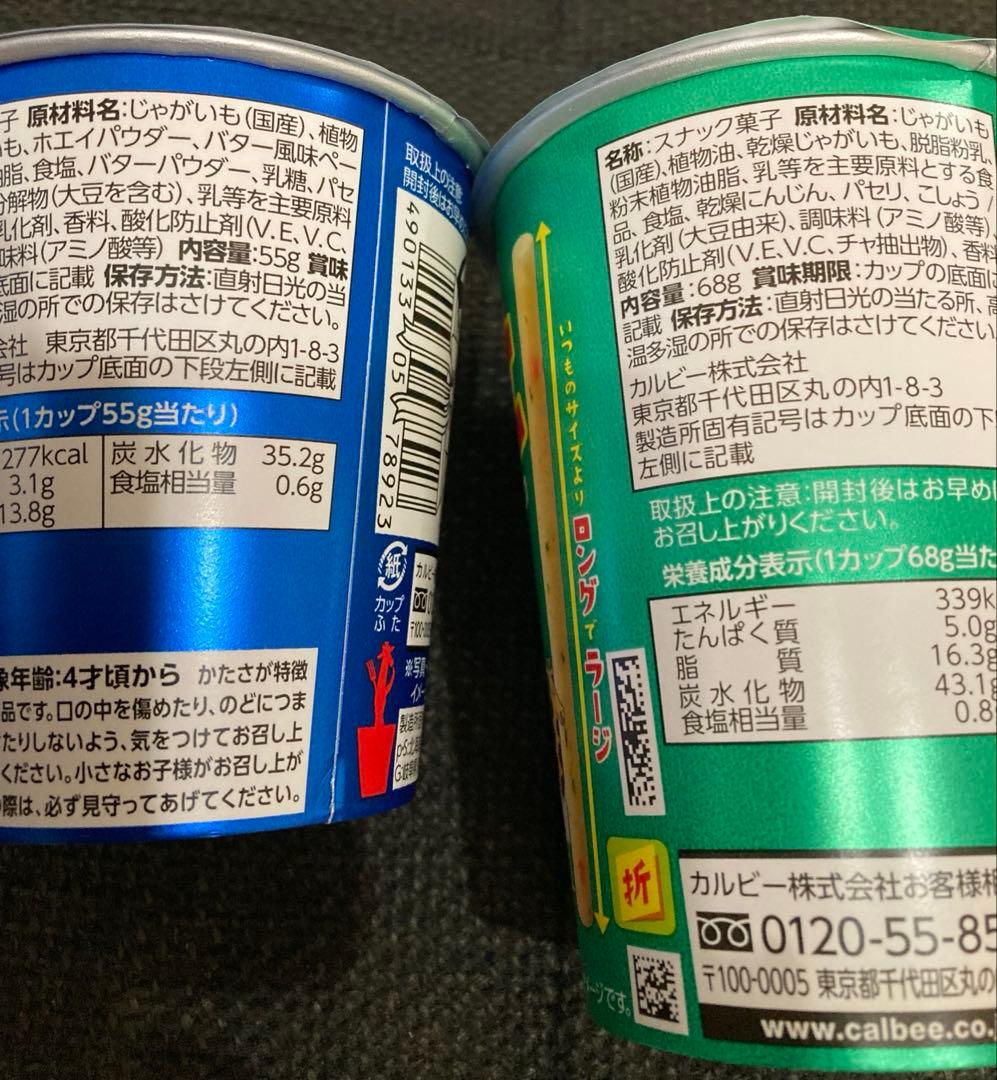 子 原材料名:じゃがいも(国産)、植物
いも、ホエイパウダー、バター風味ペー
油脂、食塩、バターパウダー、乳糖、パセ
分解物(大豆を含む)、乳等を主要原料
乳化剤、香料、酸化防止剤(V.E、V.C、
味料(アミノ酸等) 内容量:55g 賞味
底面に記載 保存方法:直射日光の当
湿の所での保存はさけてください。
会社 東京都千代田区丸の内1-8-3
号はカップ底面の下段左側に記載
示(1カップ55g当たり)
277kcal 炭水化物 35.2g
3.1g 食塩相当量 0.6g
13.8g
象年齢:4才頃から かたさが特徴
品です。口の中を傷めたり、のどにつま
たりしないよう、気をつけてお召し上
ください。小さなお子様がお召し上が
際は、必ず見守ってあげてください。
取扱上の注意
開封後はお早
4 901330 578923
紙
カップ
ふた
カルビー
〒100-0005
※写真
イメー
製造所
いつものサイズより ロングでラージ
折
ージです。
名称:スナック菓子 原材料名:じゃがいも
(国産)、植物油、乾燥じゃがいも、脱脂粉乳、
粉末植物油脂、乳等を主要原料とする食
品、食塩、乾燥にんじん、パセリ、こしょう /
乳化剤(大豆由来)、調味料(アミノ酸等)、香料
酸化防止剤(V.E、V.C、チャ抽出物)、
内容量:68g 賞味期限:カップの底面に
記載 保存方法:直射日光の当たる所、高
温多湿の所での保存はさけてください
カルビー株式会社
東京都千代田区丸の内1-8-3
製造所固有記号はカップ底面の下
左側に記載
取扱上の注意:開封後はお早め
お召し上がりください。
栄養成分表示(1カップ68g当た
エネルギー 339k
たんぱく質 5.0g
脂質 16.3g
炭水化物 43.1g
食塩相当量 0.8
カルビー株式会社お客様相
0120-55-85
〒100-0005 東京都千代田区丸の
www.calbee.co.